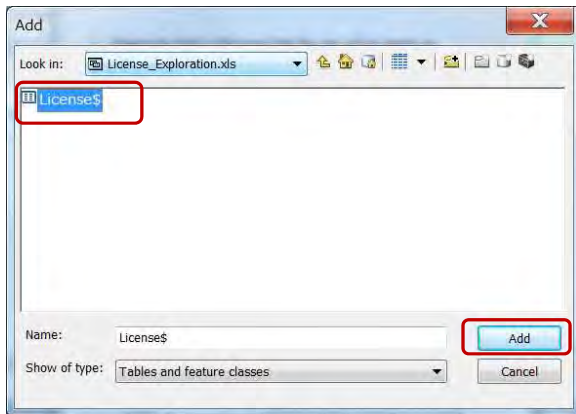 Add
Look in: License_Exploration.xls
License$
Name: License$ Add
Show of type: Tables and feature classes Cancel